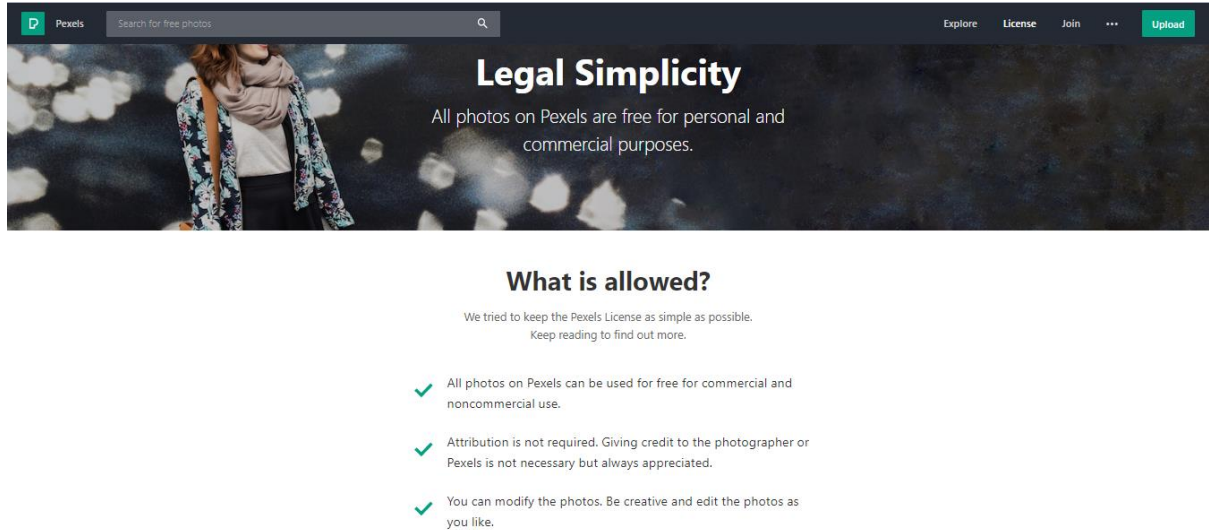 Pexels
Search for free photos
Explore
License
Join
Upload
Legal Simplicity
All photos on Pexels are free for personal and
commercial purposes.
What is allowed?
We tried to keep the Pexels License as simple as possible.
Keep reading to find out more.
All photos on Pexels can be used for free for commercial and
noncommercial use.
Attribution is not required. Giving credit to the photographer or
Pexels is not necessary but always appreciated.
You can modify the photos. Be creative and edit the photos as
you like.